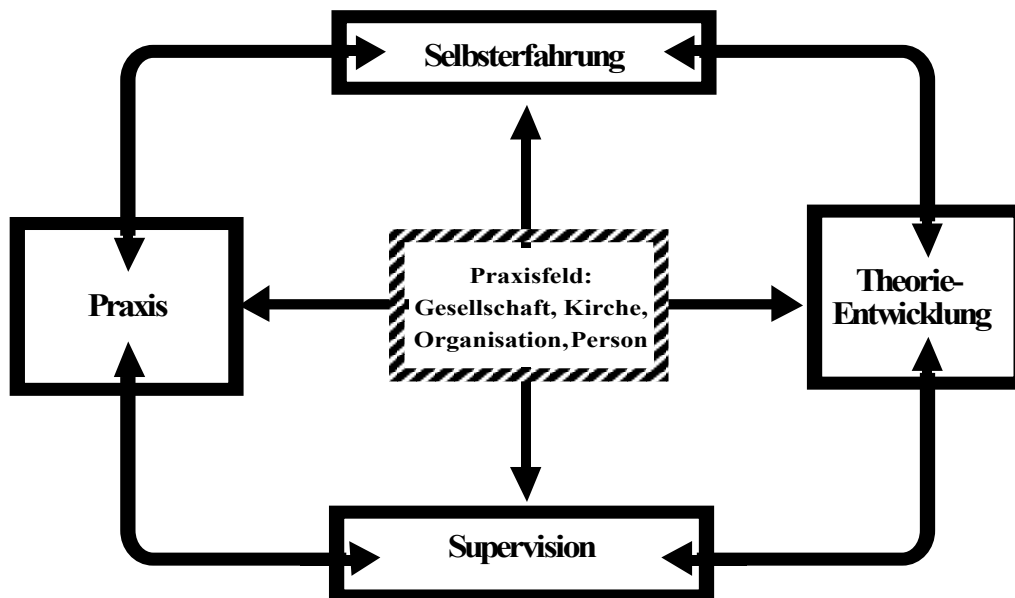 Selbsterfahrung
Praxis
Praxisfeld:
Gesellschaft, Kirche,
Organisation, Person
Theorie-
Entwicklung
Supervision